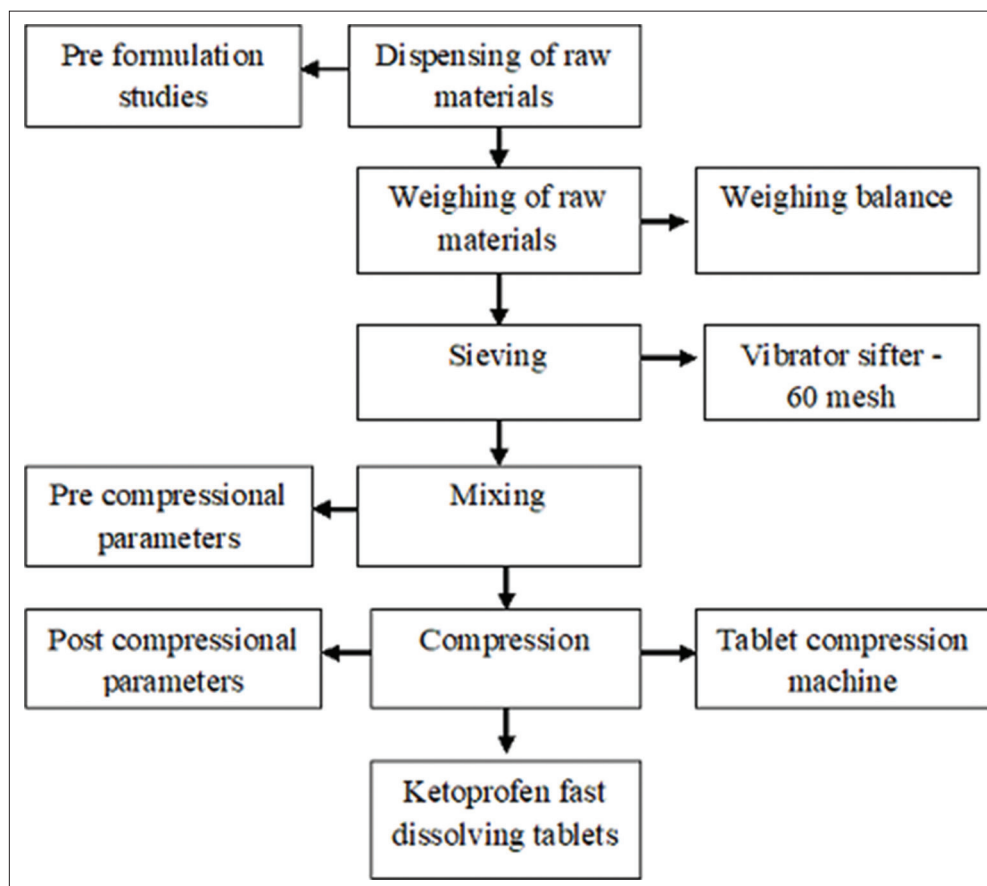 Pre formulation
studies
Dispensing of raw
materials
Weighing of raw
materials
Weighing balance
Sieving
Vibrator sifter -
60 mesh
Pre compressional
parameters
Mixing
Post compressional
parameters
Compression
Tablet compression
machine
Ketoprofen fast
dissolving tablets